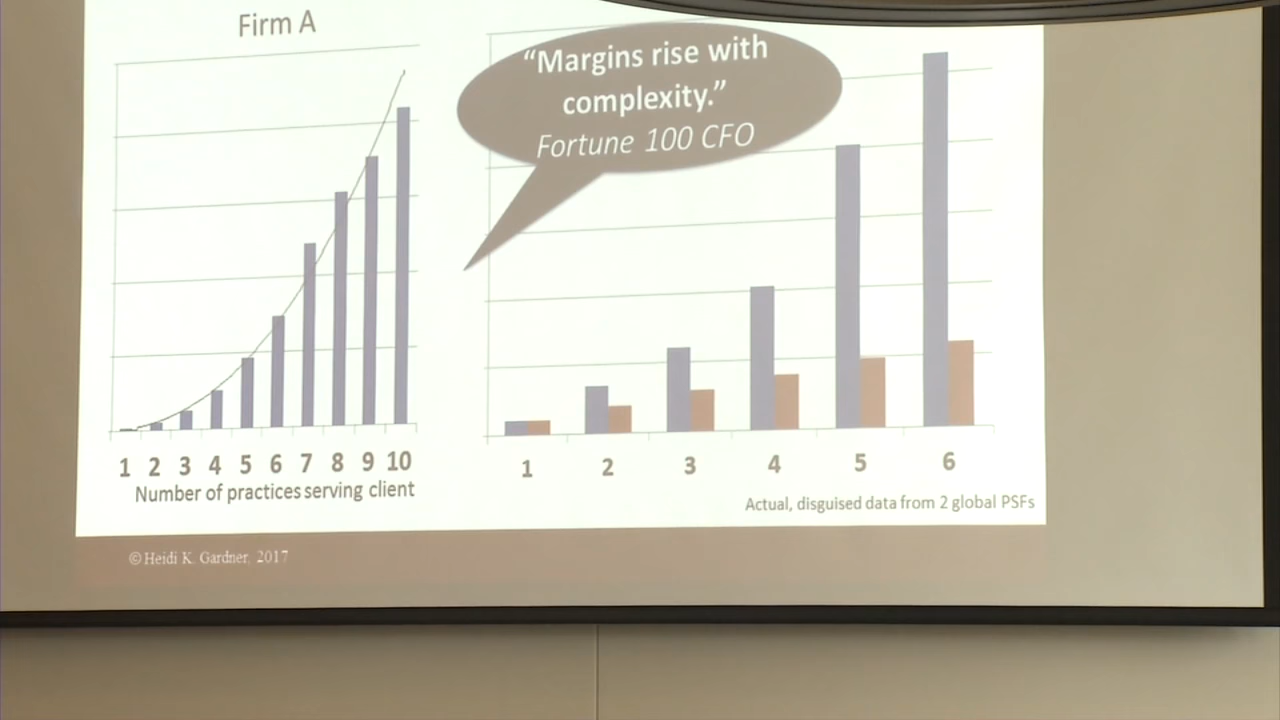 Firm A
“Margins rise with
complexity.”
Fortune 100 CFO
1 2 3 4 5 6 7 8 9 10
Number of practices serving client
1 2 3 4 5 6
Actual, disguised data from 2 global PSFs
© Heidi K. Gardner, 2017